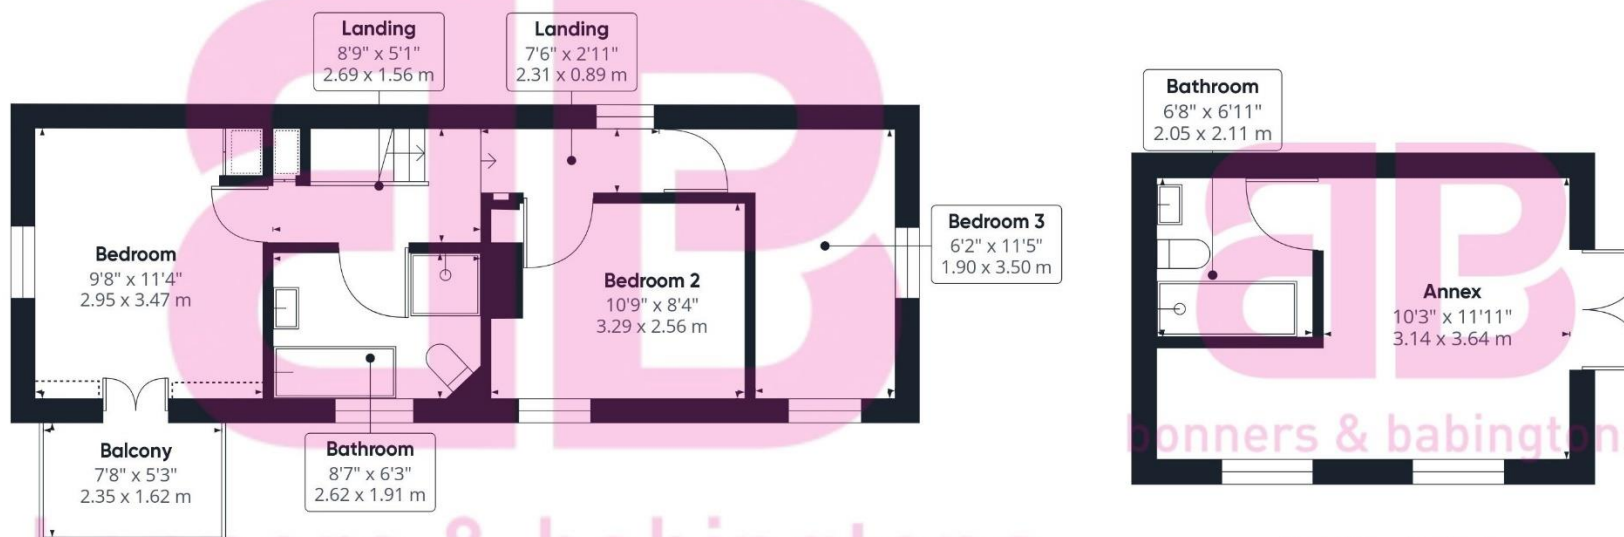 Landing
8'9" x 5'1"
2.69 x 1.56 m
Landing
7'6" x 2'11"
2.31 x 0.89 m
Bedroom
9'8" x 11'4"
2.95 x 3.47 m
Bedroom 2
10'9" x 8'4"
3.29 x 2.56 m
Bedroom 3
6'2" x 11'5"
1.90 x 3.50 m
Balcony
7'8" x 5'3"
2.35 x 1.62 m
Bathroom
8'7" x 6'3"
2.62 x 1.91 m
Bathroom
6'8" x 6'11"
2.05 x 2.11 m
Annex
10'3" x 11'11"
3.14 x 3.64 m
aB
aB
bonners & babington